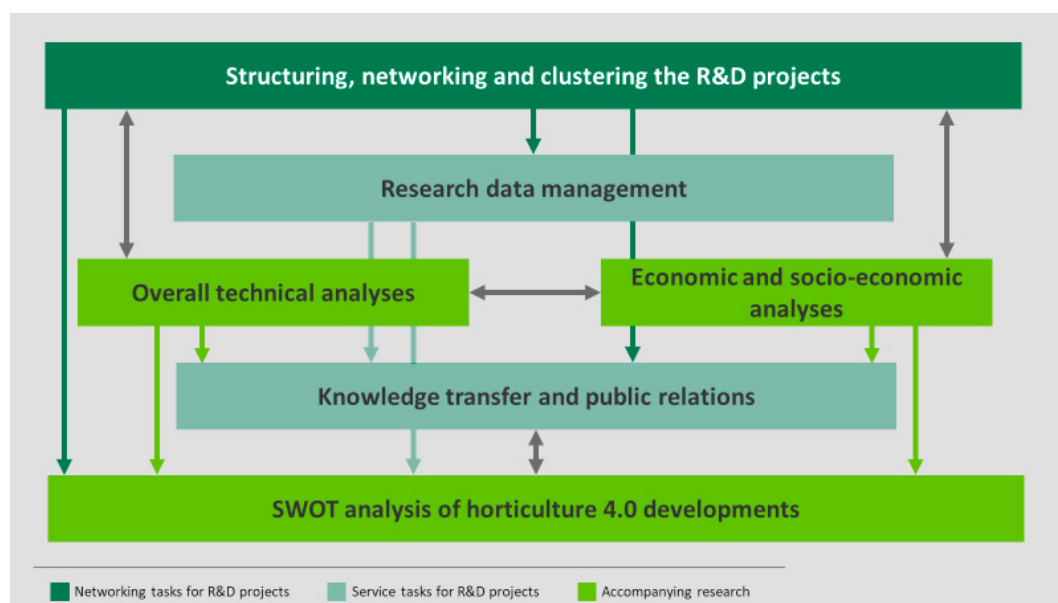 Structuring, networking and clustering the R&D projects
Research data management
Overall technical analyses
Economic and socio-economic
analyses
Knowledge transfer and public relations
SWOT analysis of horticulture 4.0 developments
Networking tasks for R&D projects
Service tasks for R&D projects
Accompanying research